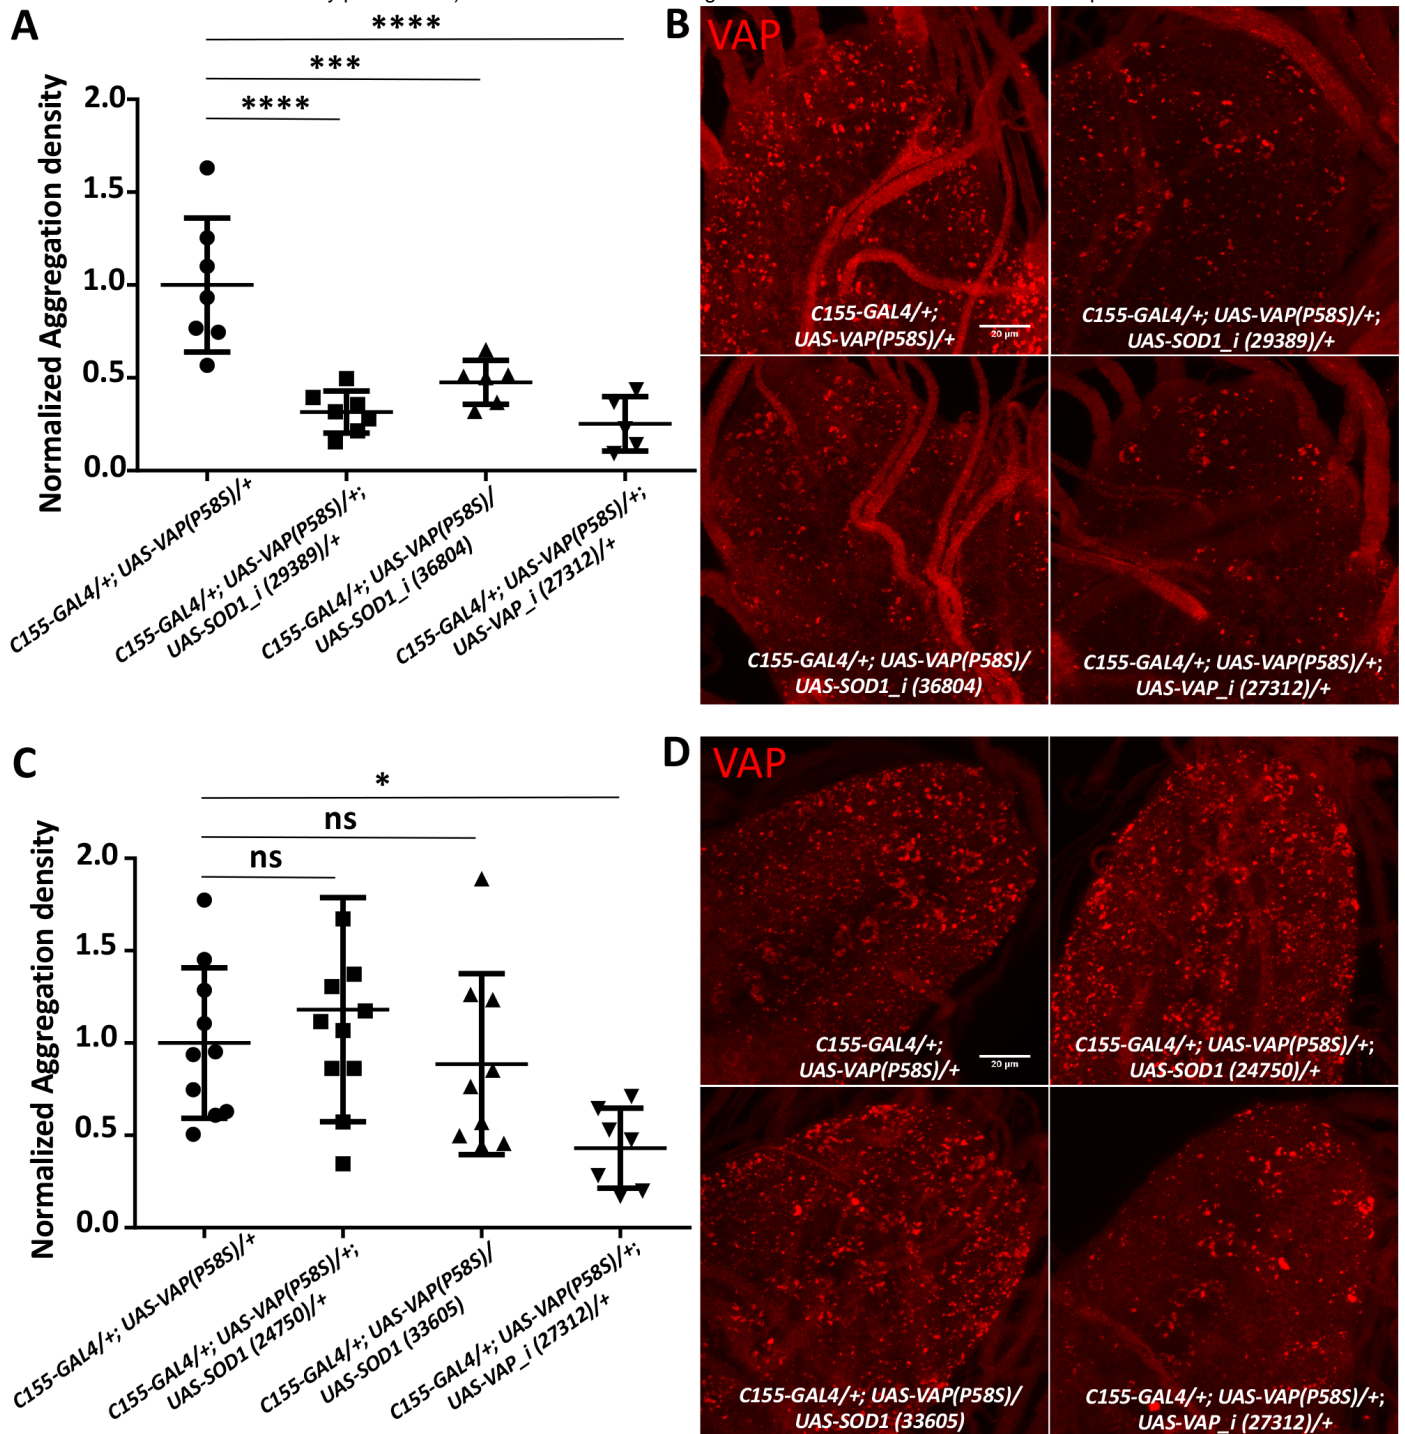 A
****
***
****
2.0
1.5
1.0
0.5
0.0
Normalized Aggregation density
C155-GAL4/+; UAS-VAP(P58S)/+
C155-GAL4/+; UAS-VAP(P58S)/+;
UAS-SOD1_i (29389)/+
C155-GAL4/+; UAS-VAP(P58S)/
UAS-SOD1_i (36804)
C155-GAL4/+; UAS-VAP(P58S)/+;
UAS-VAP_i (27312)/+
B
VAP
C155-GAL4/+;
UAS-VAP(P58S)/+
20 μm
C155-GAL4/+; UAS-VAP(P58S)/+;
UAS-SOD1_i (29389)/+
C155-GAL4/+; UAS-VAP(P58S)/
UAS-SOD1_i (36804)
C155-GAL4/+; UAS-VAP(P58S)/+;
UAS-VAP_i (27312)/+
C
*
ns
ns
2.0
1.5
1.0
0.5
0.0
Normalized Aggregation density
C155-GAL4/+; UAS-VAP(P58S)/+
C155-GAL4/+; UAS-VAP(P58S)/+;
UAS-SOD1 (24750)/+
C155-GAL4/+; UAS-VAP(P58S)/
UAS-SOD1 (33605)
C155-GAL4/+; UAS-VAP(P58S)/+;
UAS-VAP_i (27312)/+
D
VAP
C155-GAL4/+;
UAS-VAP(P58S)/+
20 μm
C155-GAL4/+; UAS-VAP(P58S)/+;
UAS-SOD1 (24750)/+
C155-GAL4/+; UAS-VAP(P58S)/
UAS-SOD1 (33605)
C155-GAL4/+; UAS-VAP(P58S)/+;
UAS-VAP_i (27312)/+